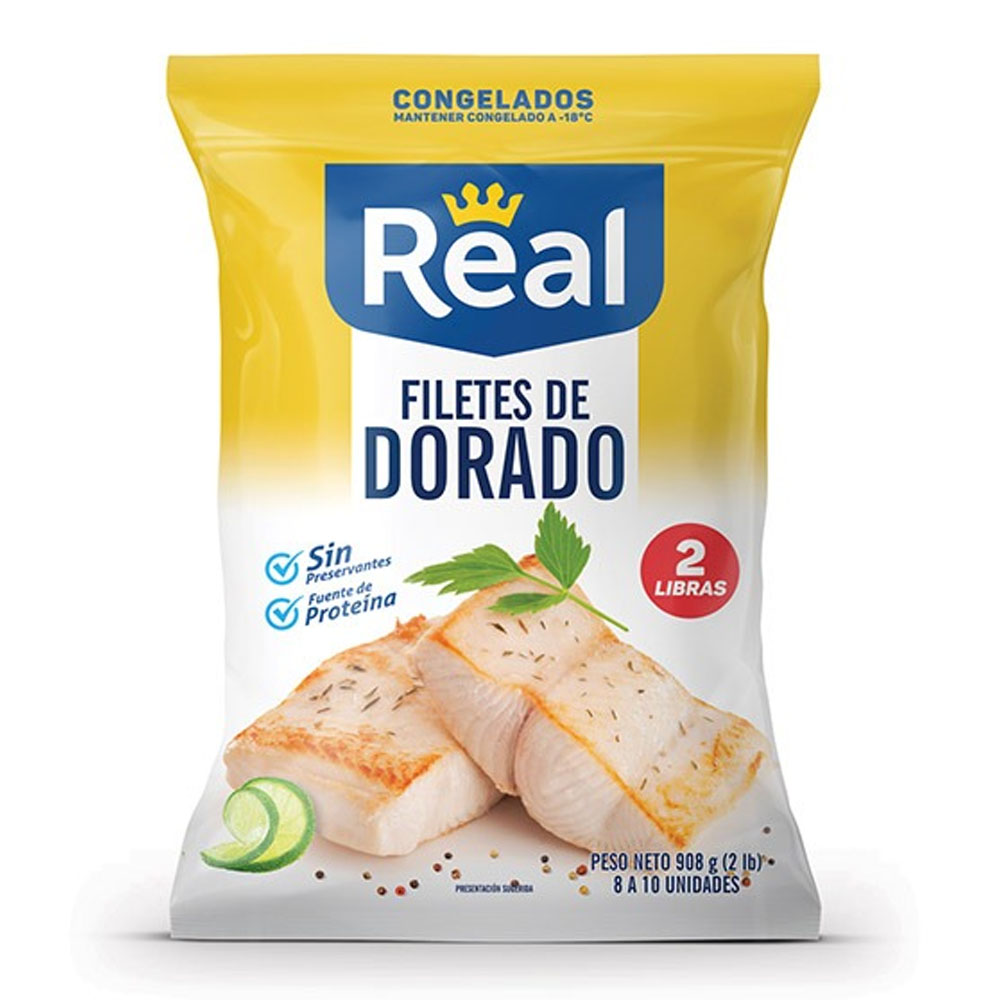 CONGELADOS
MANTENER CONGELADO A -18°C
Real
FILETES DE
DORADO
Sin
Preservantes
Fuente de
Proteína
2
LIBRAS
PESO NETO 908 g (2 lb)
8 A 10 UNIDADES
PRESENTACIÓN SUGERIDA